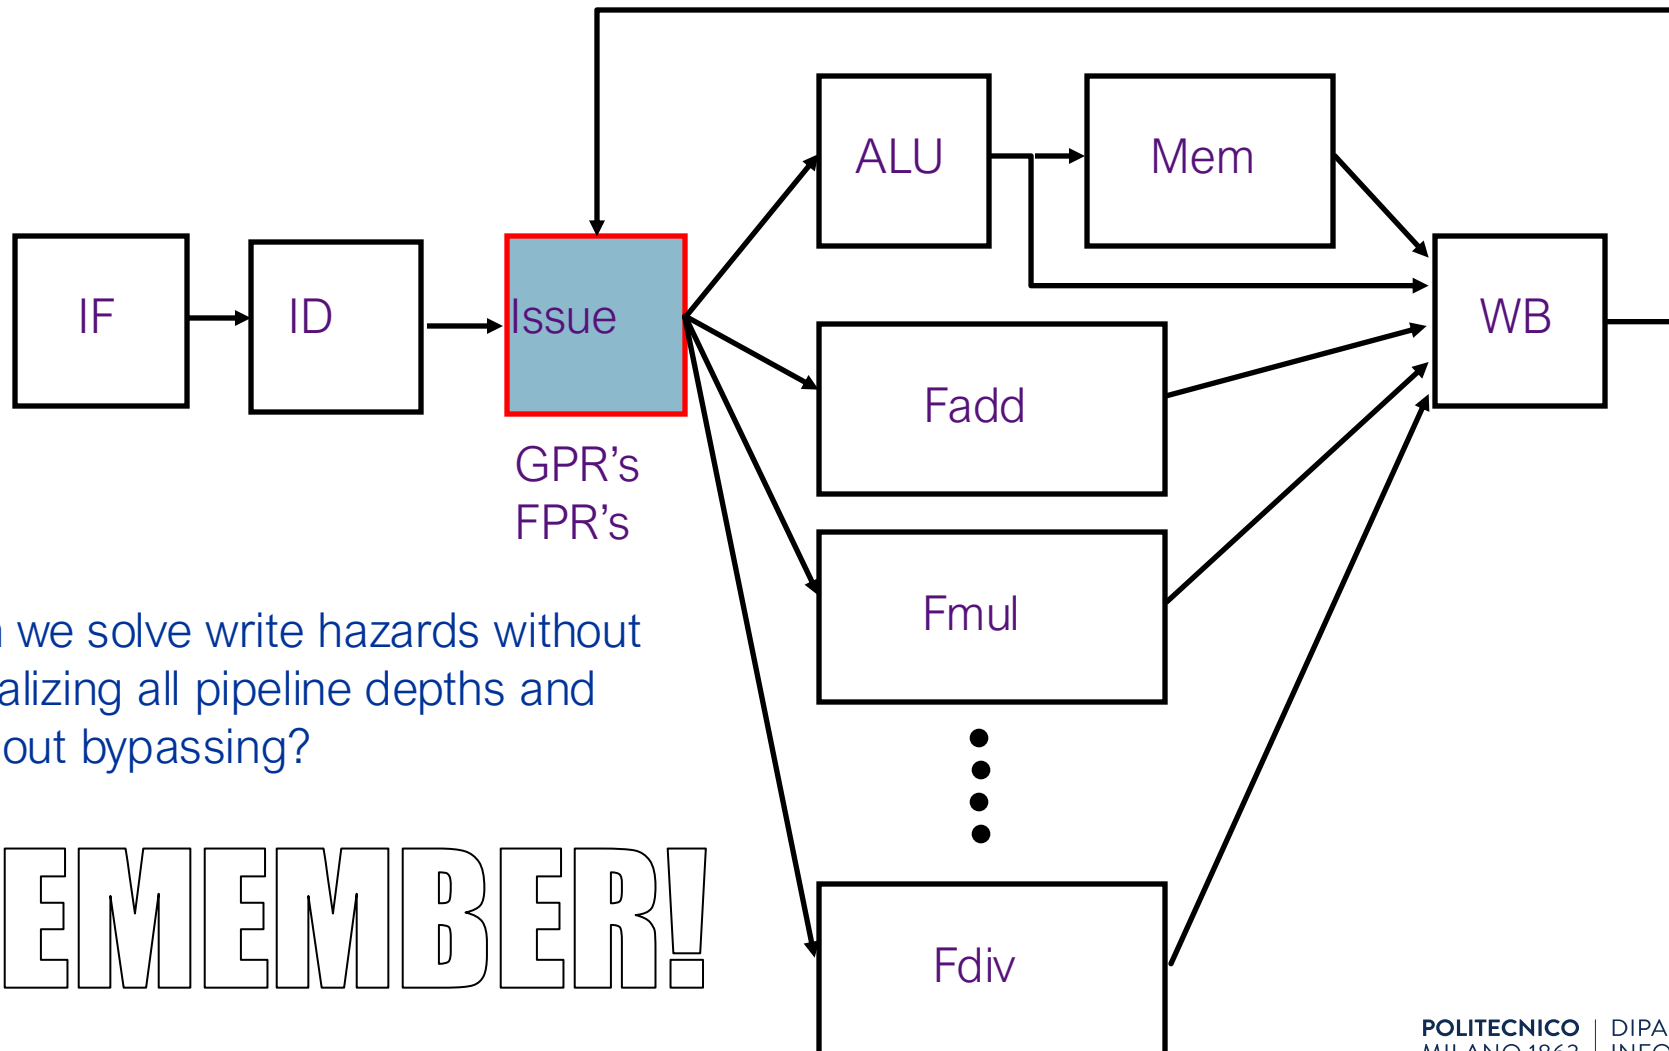 IF
ID
Issue
GPR's
FPR's
ALU
Mem
Fadd
Fmul
Fdiv
WB
we solve write hazards without
alizing all pipeline depths and
out bypassing?
EMEMBER!
POLITECNICO DIPA